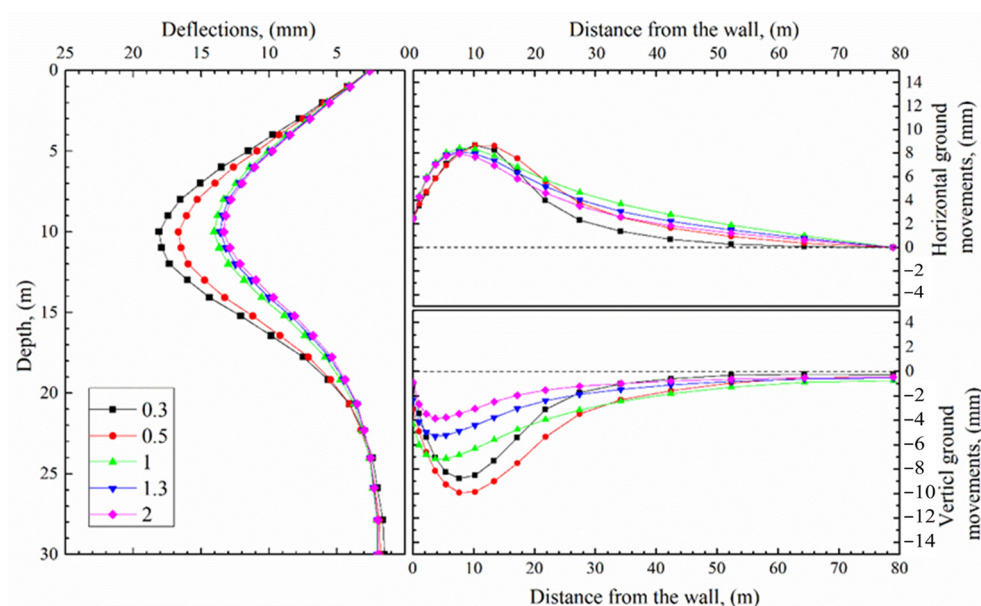 Deflections, (mm)
25 20 15 10 5 0
0
5
10
15
20
25
30
Depth, (m)
0.3
0.5
1
1.3
2
Distance from the wall, (m)
0 10 20 30 40 50 60 70 80
14
12
10
8
6
4
2
0
−2
−4
Horizontal ground
movements, (mm)
4
2
0
−2
−4
−6
−8
−10
−12
−14
Verticl ground
movements, (mm)
0 10 20 30 40 50 60 70 80
Distance from the wall, (m)